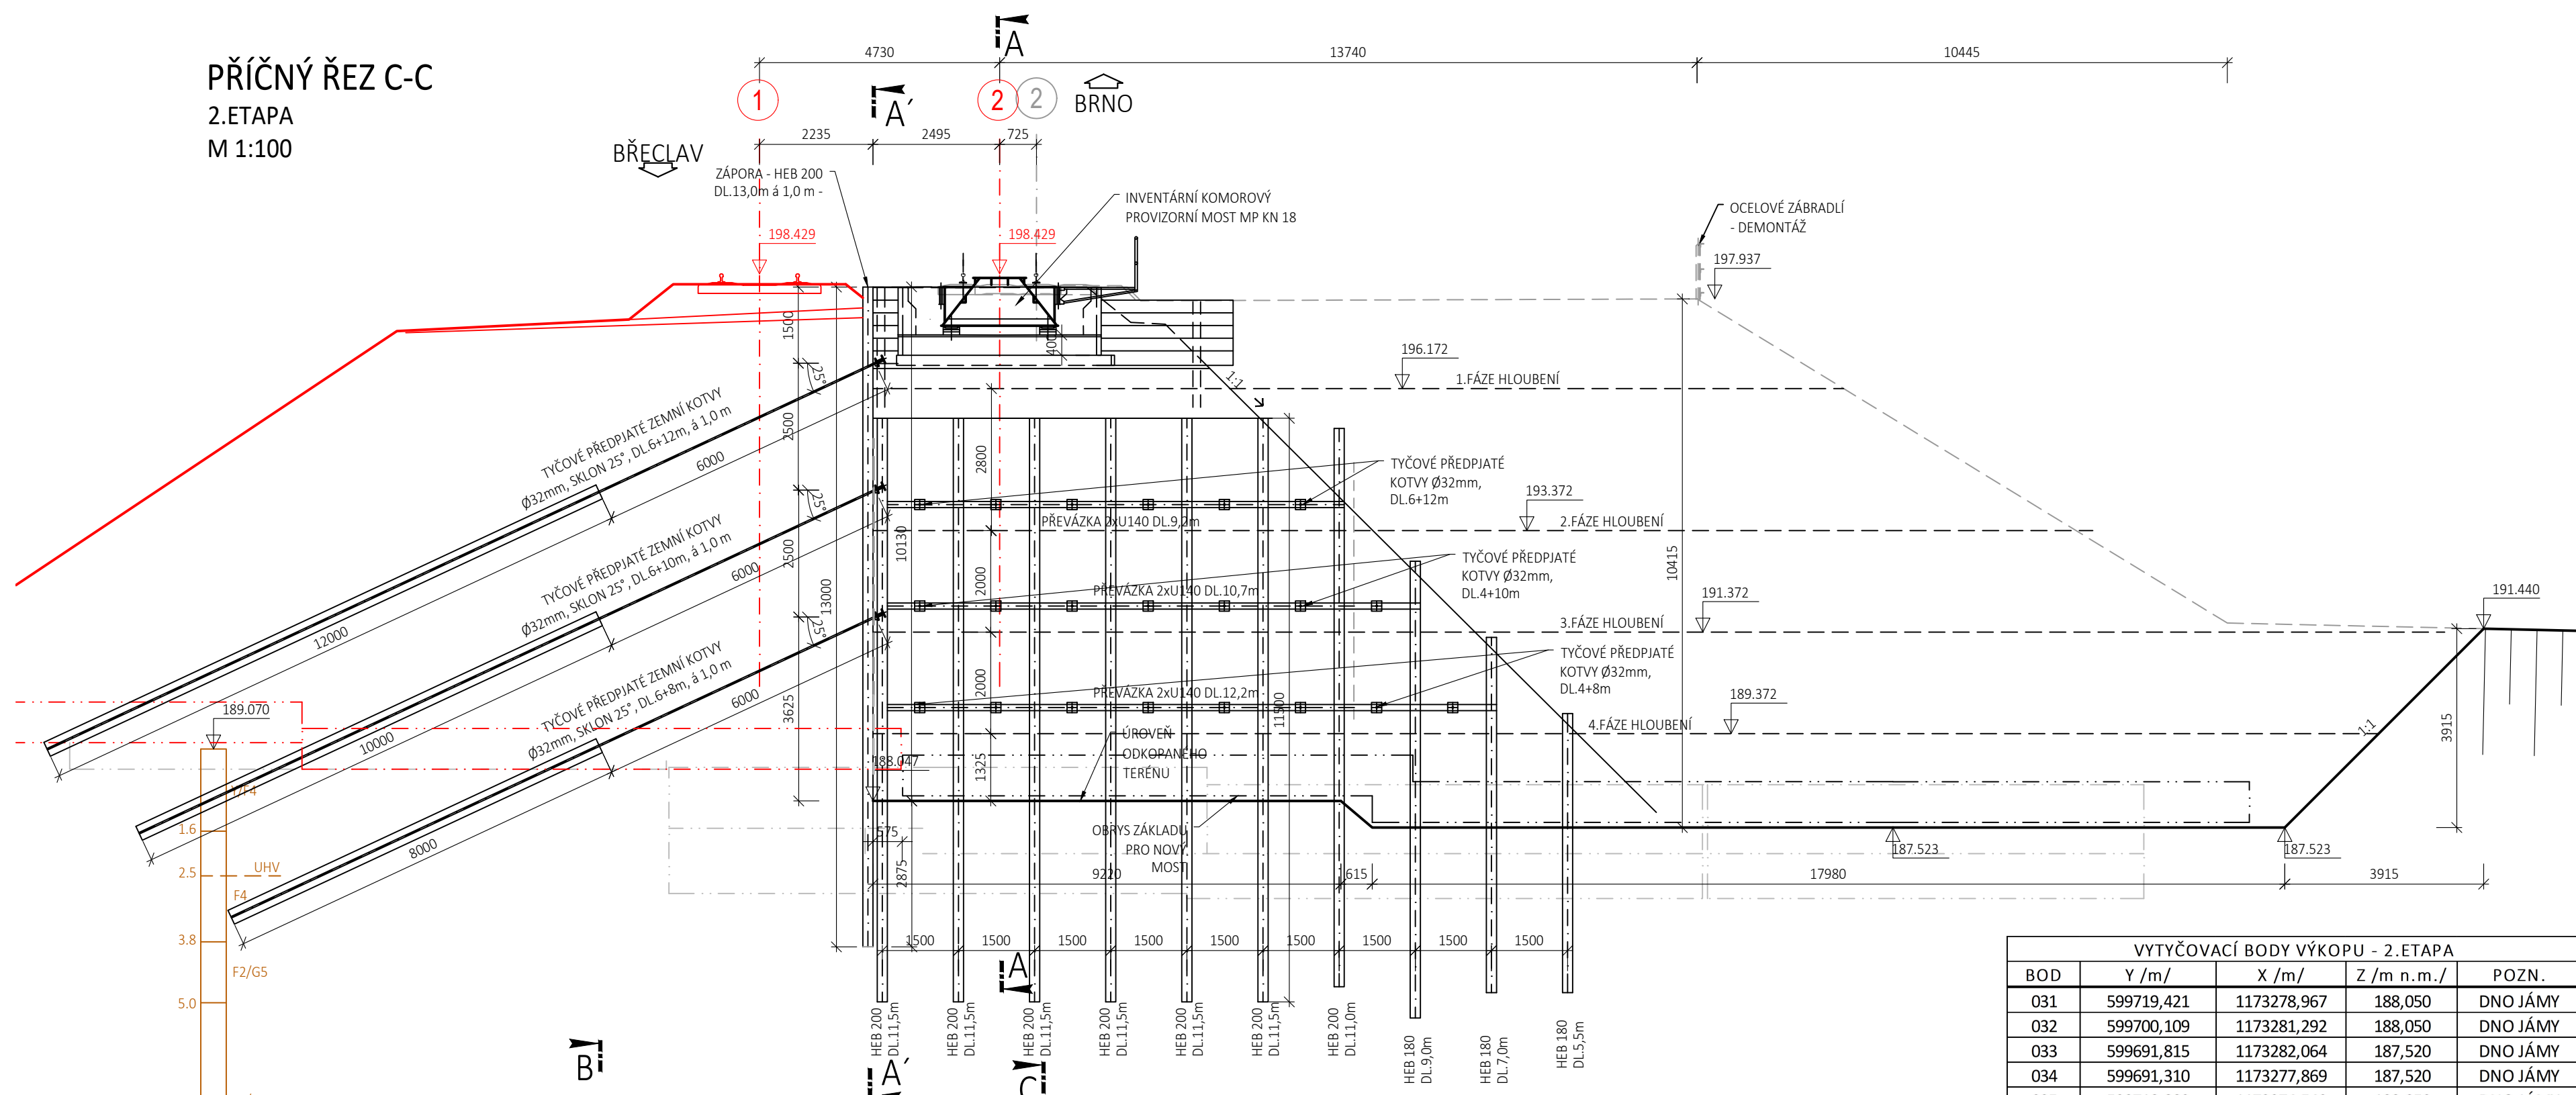 PŘÍČNÝ ŘEZ C-C
2.ETAPA
M 1:100
4730
13740
10445
A
1
A´
2
2
BRNO
2235
2495
725
BŘECLAV
ZÁPORA - HEB 200
DL.13,0m á 1,0 m -
INVENTÁRNÍ KOMOROVÝ
PROVIZORNÍ MOST MP KN 18
OCELOVÉ ZÁBRADLÍ
- DEMONTÁŽ
198.429
198.429
197.937
1500
400
196.172
1:1
1.FÁZE HLOUBENÍ
25°
TYČOVÉ PŘEDPJATÉ ZEMNÍ KOTVY
Ø32mm, SKLON 25°, DL.6+12m, á 1,0 m
6000
12000
2500
2800
TYČOVÉ PŘEDPJATÉ
KOTVY Ø32mm,
DL.6+12m
193.372
PŘEVÁZKA 2xU140 DL.9,2m
2.FÁZE HLOUBENÍ
25°
TYČOVÉ PŘEDPJATÉ ZEMNÍ KOTVY
Ø32mm, SKLON 25°, DL.6+10m, á 1,0 m
6000
10000
2500
13000
10130
2000
10415
TYČOVÉ PŘEDPJATÉ
KOTVY Ø32mm,
DL.4+10m
PŘEVÁZKA 2xU140 DL.10,7m
191.372
191.440
3.FÁZE HLOUBENÍ
25°
TYČOVÉ PŘEDPJATÉ ZEMNÍ KOTVY
Ø32mm, SKLON 25°, DL.6+8m, á 1,0 m
6000
8000
3625
2000
11500
TYČOVÉ PŘEDPJATÉ
KOTVY Ø32mm,
DL.4+8m
PŘEVÁZKA 2xU140 DL.12,2m
189.372
4.FÁZE HLOUBENÍ
1:1
3915
189.070
188.047
1325
ÚROVEŇ
ODKOPANÉHO
TERÉNU
Y/F4
1.6
2.5
UHV
F4
3.8
F2/G5
5.0
575
2875
OBRYS ZÁKLADU
PRO NOVÝ
MOST
187.523
187.523
9220
615
17980
3915
1500
1500
1500
1500
1500
1500
1500
1500
1500
A
HEB 200
DL.11,5m
HEB 200
DL.11,5m
HEB 200
DL.11,5m
HEB 200
DL.11,5m
HEB 200
DL.11,5m
HEB 200
DL.11,5m
HEB 200
DL.11,0m
HEB 180
DL.9,0m
HEB 180
DL.7,0m
HEB 180
DL.5,5m
B
A´
C
VYTYČOVACÍ BODY VÝKOPU - 2.ETAPA
BOD Y /m/ X /m/ Z /m n.m./ POZN.
031 599719,421 1173278,967 188,050 DNO JÁMY
032 599700,109 1173281,292 188,050 DNO JÁMY
033 599691,815 1173282,064 187,520 DNO JÁMY
034 599691,310 1173277,869 187,520 DNO JÁMY